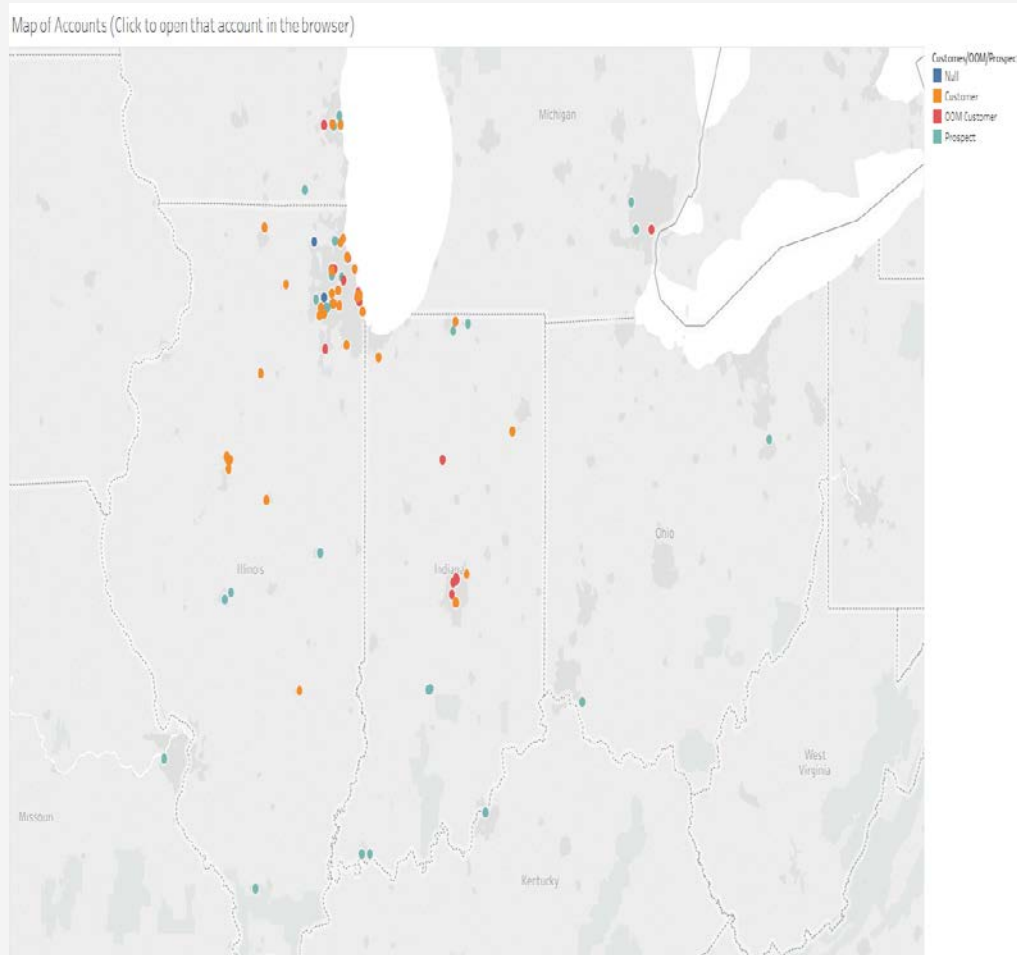 Map of Accounts (Click to open that account in the browser)
Customer/OOM/Prospect
Null
Customer
OOM Customer
Prospect
Michigan
Ohio
Illinois
Indiana
West
Virginia
Missouri
Kentucky